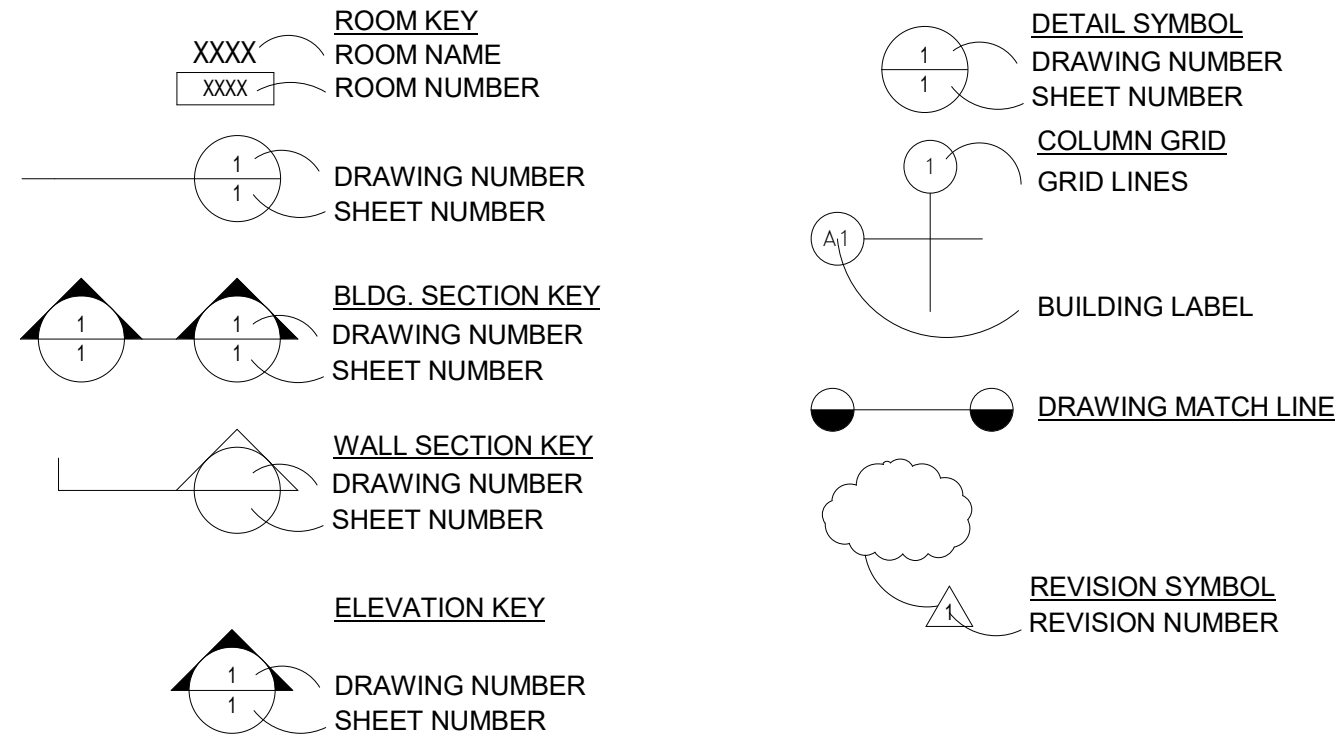 ROOM KEY
XXXX ROOM NAME
XXXX ROOM NUMBER
1 DRAWING NUMBER
1 SHEET NUMBER
BLDG. SECTION KEY
1 1 DRAWING NUMBER
1 1 SHEET NUMBER
WALL SECTION KEY
DRAWING NUMBER
SHEET NUMBER
ELEVATION KEY
1 DRAWING NUMBER
1 SHEET NUMBER
DETAIL SYMBOL
1 DRAWING NUMBER
1 SHEET NUMBER
COLUMN GRID
1 GRID LINES
A1
BUILDING LABEL
DRAWING MATCH LINE
REVISION SYMBOL
1 REVISION NUMBER